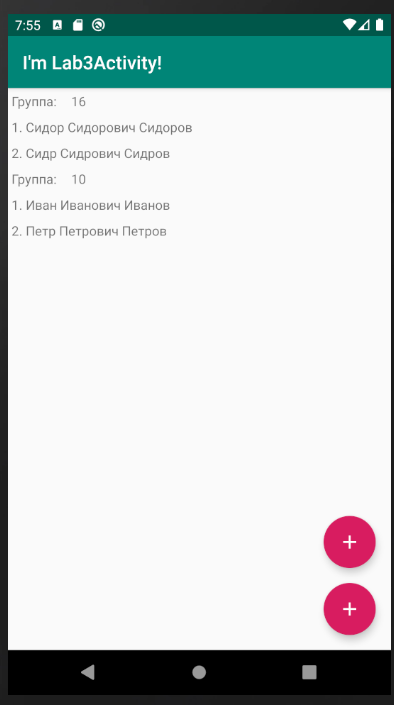 7:55
I'm Lab3Activity!
Группа: 16
1. Сидор Сидорович Сидоров
2. Сидр Сидрович Сидров
Группа: 10
1. Иван Иванович Иванов
2. Петр Петрович Петров
+
+